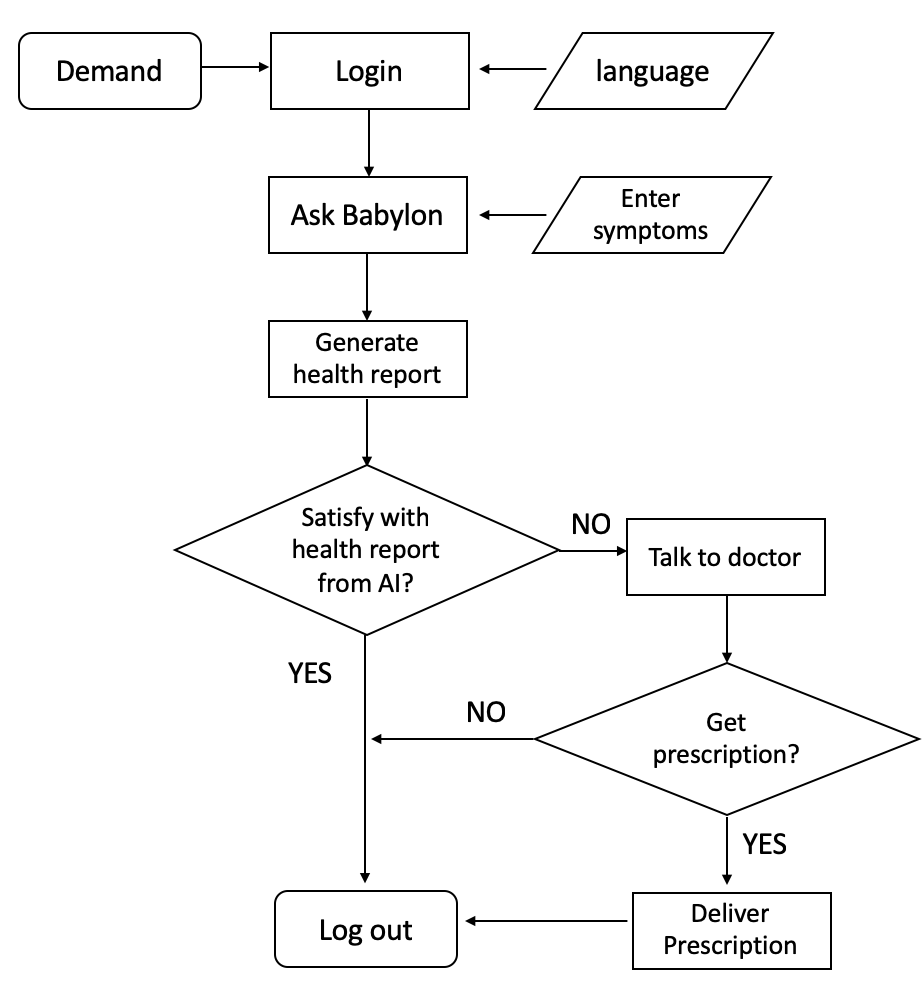 Demand
Login
language
Ask Babylon
Enter
symptoms
Generate
health report
Satisfy with
health report
from AI?
NO
Talk to doctor
YES
NO
Get
prescription?
YES
Log out
Deliver
Prescription